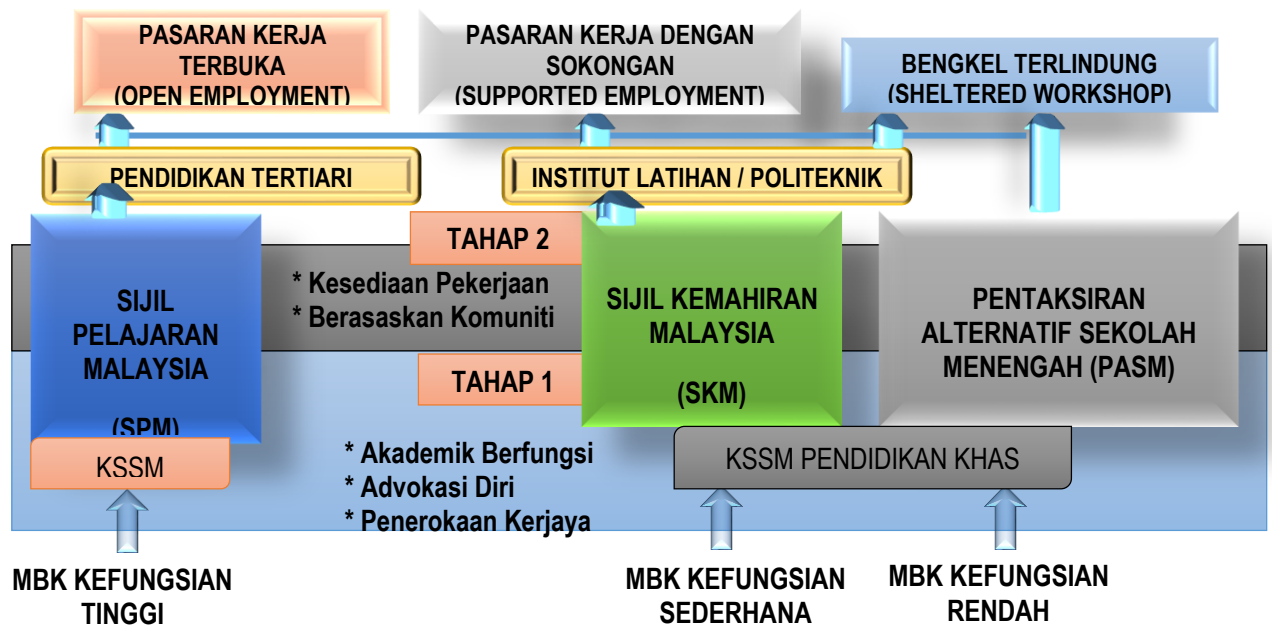 PASARAN KERJA
TERBUKA
(OPEN EMPLOYMENT)
PASARAN KERJA DENGAN
SOKONGAN
(SUPPORTED EMPLOYMENT)
BENGKEL TERLINDUNG
(SHELTERED WORKSHOP)
PENDIDIKAN TERTIARI
INSTITUT LATIHAN / POLITEKNIK
SIJIL
PELAJARAN
MALAYSIA
(SPM)
KSSM
TAHAP 2
* Kesediaan Pekerjaan
* Berasaskan Komuniti
TAHAP 1
* Akademik Berfungsi
* Advokasi Diri
* Penerokaan Kerjaya
SIJIL KEMAHIRAN
MALAYSIA
(SKM)
PENTAKSIRAN
ALTERNATIF SEKOLAH
MENENGAH (PASM)
KSSM PENDIDIKAN KHAS
MBK KEFUNGSIAN
TINGGI
MBK KEFUNGSIAN
SEDERHANA
MBK KEFUNGSIAN
RENDAH